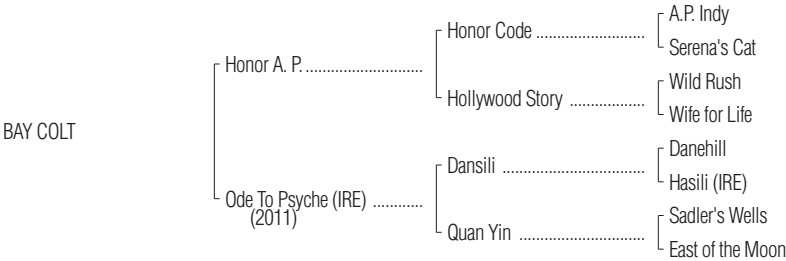 A.P. Indy
Honor Code ..........................
Serena's Cat
Honor A. P. ............................
Wild Rush
Hollywood Story ..................
Wife for Life
BAY COLT
Danehill
Dansili ..................................
Hasili (IRE)
Ode To Psyche (IRE) ............
(2011)
Sadler's Wells
Quan Yin ..............................
East of the Moon